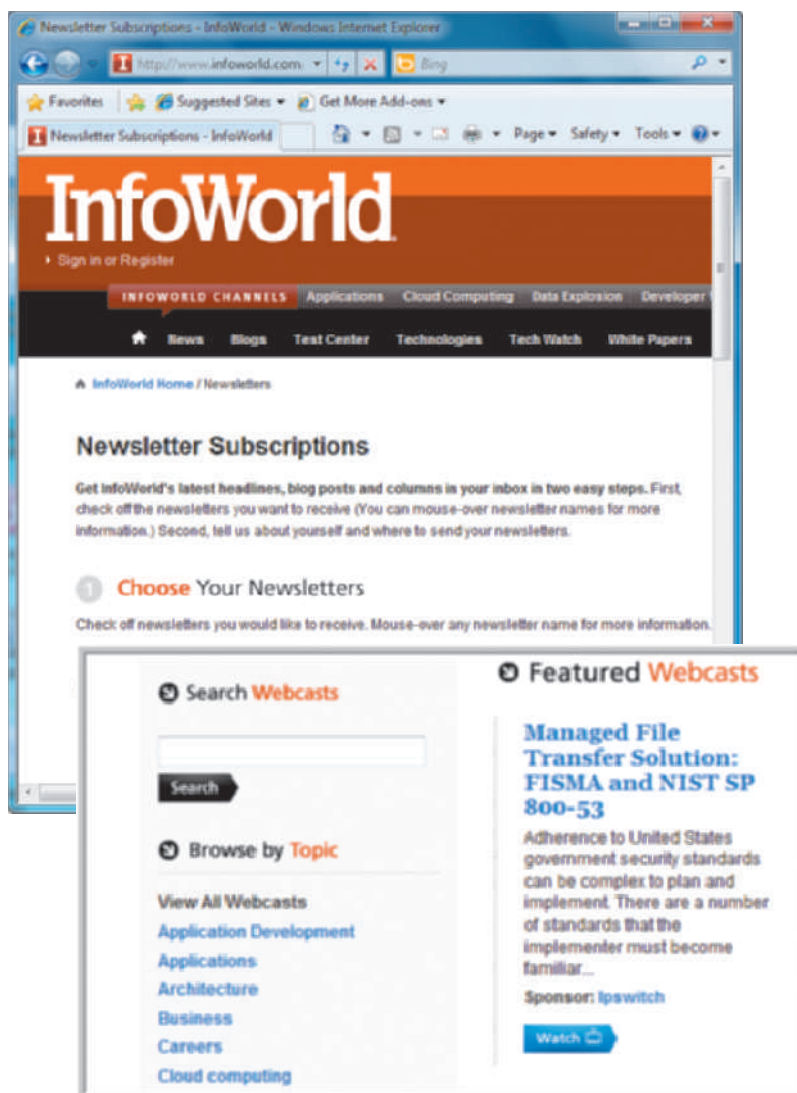 Newsletter Subscriptions - InfoWorld - Windows Internet Explorer
http://www.infoworld.com
Bing
Favorites Suggested Sites Get More Add-ons
Newsletter Subscriptions - InfoWorld Page Safety Tools
InfoWorld
Sign in or Register
INFOWORLD CHANNELS Applications Cloud Computing Data Explosion Developer
News Blogs Test Center Technologies Tech Watch White Papers
InfoWorld Home / Newsletters
Newsletter Subscriptions
Get InfoWorld's latest headlines, blog posts and columns in your inbox in two easy steps. First,
check off the newsletters you want to receive (You can mouse-over newsletter names for more
information.) Second, tell us about yourself and where to send your newsletters.
1 Choose Your Newsletters
Check off newsletters you would like to receive. Mouse-over any newsletter name for more information.
Search Webcasts
Search
Browse by Topic
View All Webcasts
Application Development
Applications
Architecture
Business
Careers
Cloud computing
Featured Webcasts
Managed File
Transfer Solution:
FISMA and NIST SP
800-53
Adherence to United States
government security standards
can be complex to plan and
implement. There are a number
of standards that the
implementer must become
familiar...
Sponsor: Ipswitch
Watch